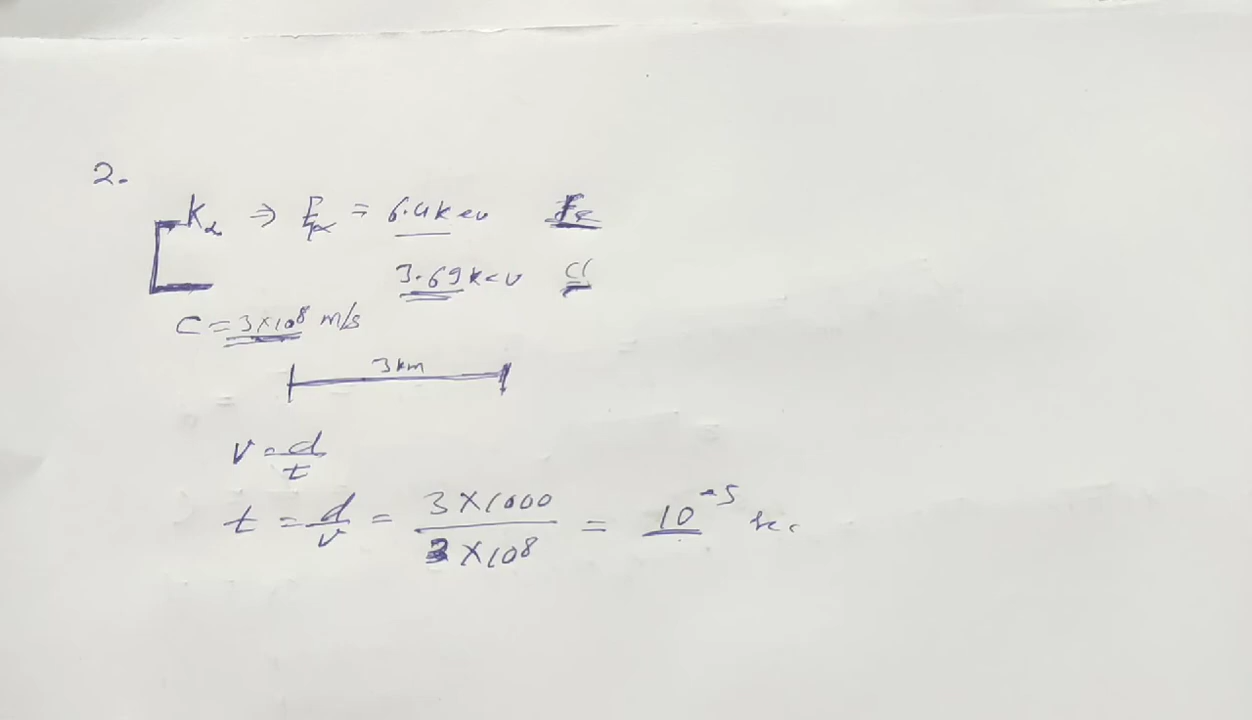 2.
Kα ⇒ Eα = 6.4 kev Fe
3.69 kev Cl
C = 3×10⁸ m/s
3 km
v = d/t
t = d/v = 3×1000 / 3×10⁸ = 10⁻⁵ sec